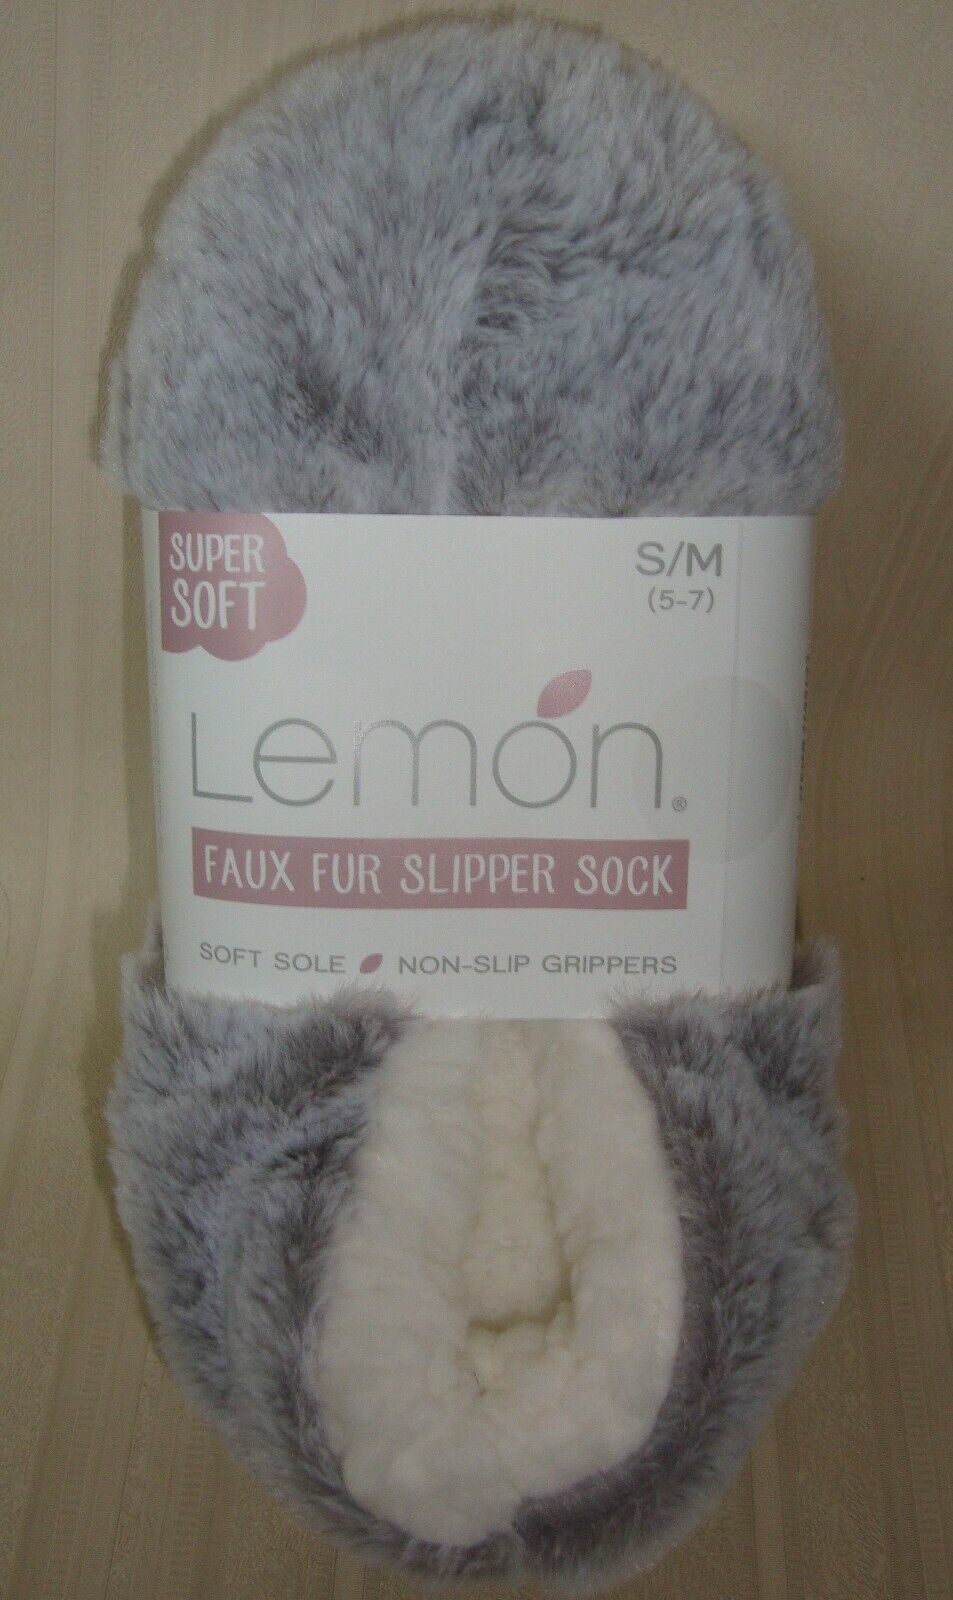 SUPER
SOFT
S/M
(5-7)
Lemon®
FAUX FUR SLIPPER SOCK
SOFT SOLE NON-SLIP GRIPPERS